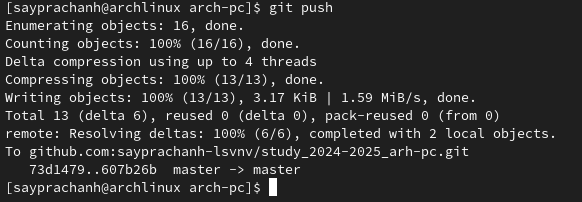 [sayprachanh@archlinux arch-pc]$ git push
Enumerating objects: 16, done.
Counting objects: 100% (16/16), done.
Delta compression using up to 4 threads
Compressing objects: 100% (13/13), done.
Writing objects: 100% (13/13), 3.17 KiB | 1.59 MiB/s, done.
Total 13 (delta 6), reused 0 (delta 0), pack-reused 0 (from 0)
remote: Resolving deltas: 100% (6/6), completed with 2 local objects.
To github.com:sayprachanh-lsvnv/study_2024-2025_arh-pc.git
   73d1479..607b26b  master -> master
[sayprachanh@archlinux arch-pc]$